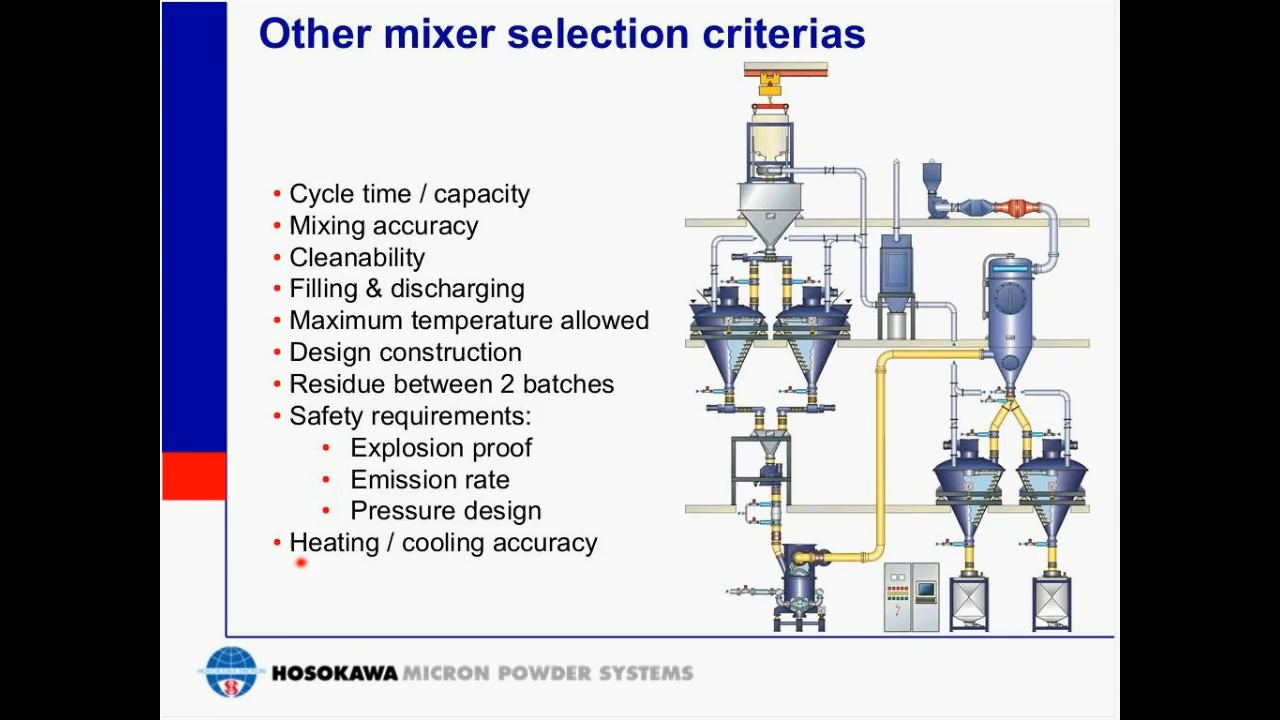 Other mixer selection criterias
• Cycle time / capacity
• Mixing accuracy
• Cleanability
• Filling & discharging
• Maximum temperature allowed
• Design construction
• Residue between 2 batches
• Safety requirements:
• Explosion proof
• Emission rate
• Pressure design
• Heating / cooling accuracy
HOSOKAWA MICRON POWDER SYSTEMS